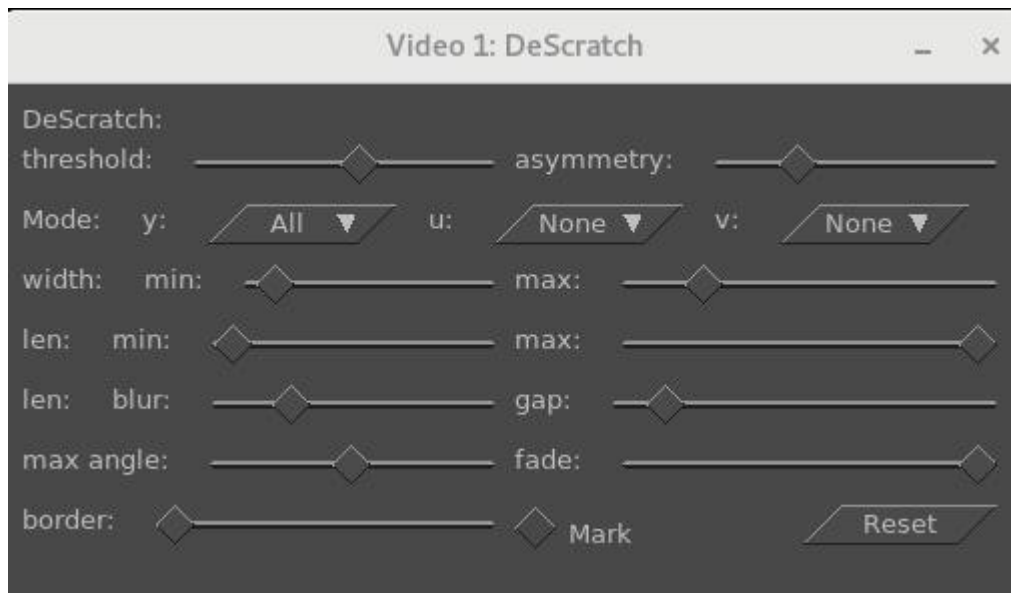 Video 1: DeScratch
DeScratch:
threshold: asymmetry:
Mode: y: All u: None v: None
width: min: max:
len: min: max:
len: blur: gap:
max angle: fade:
border: Mark Reset